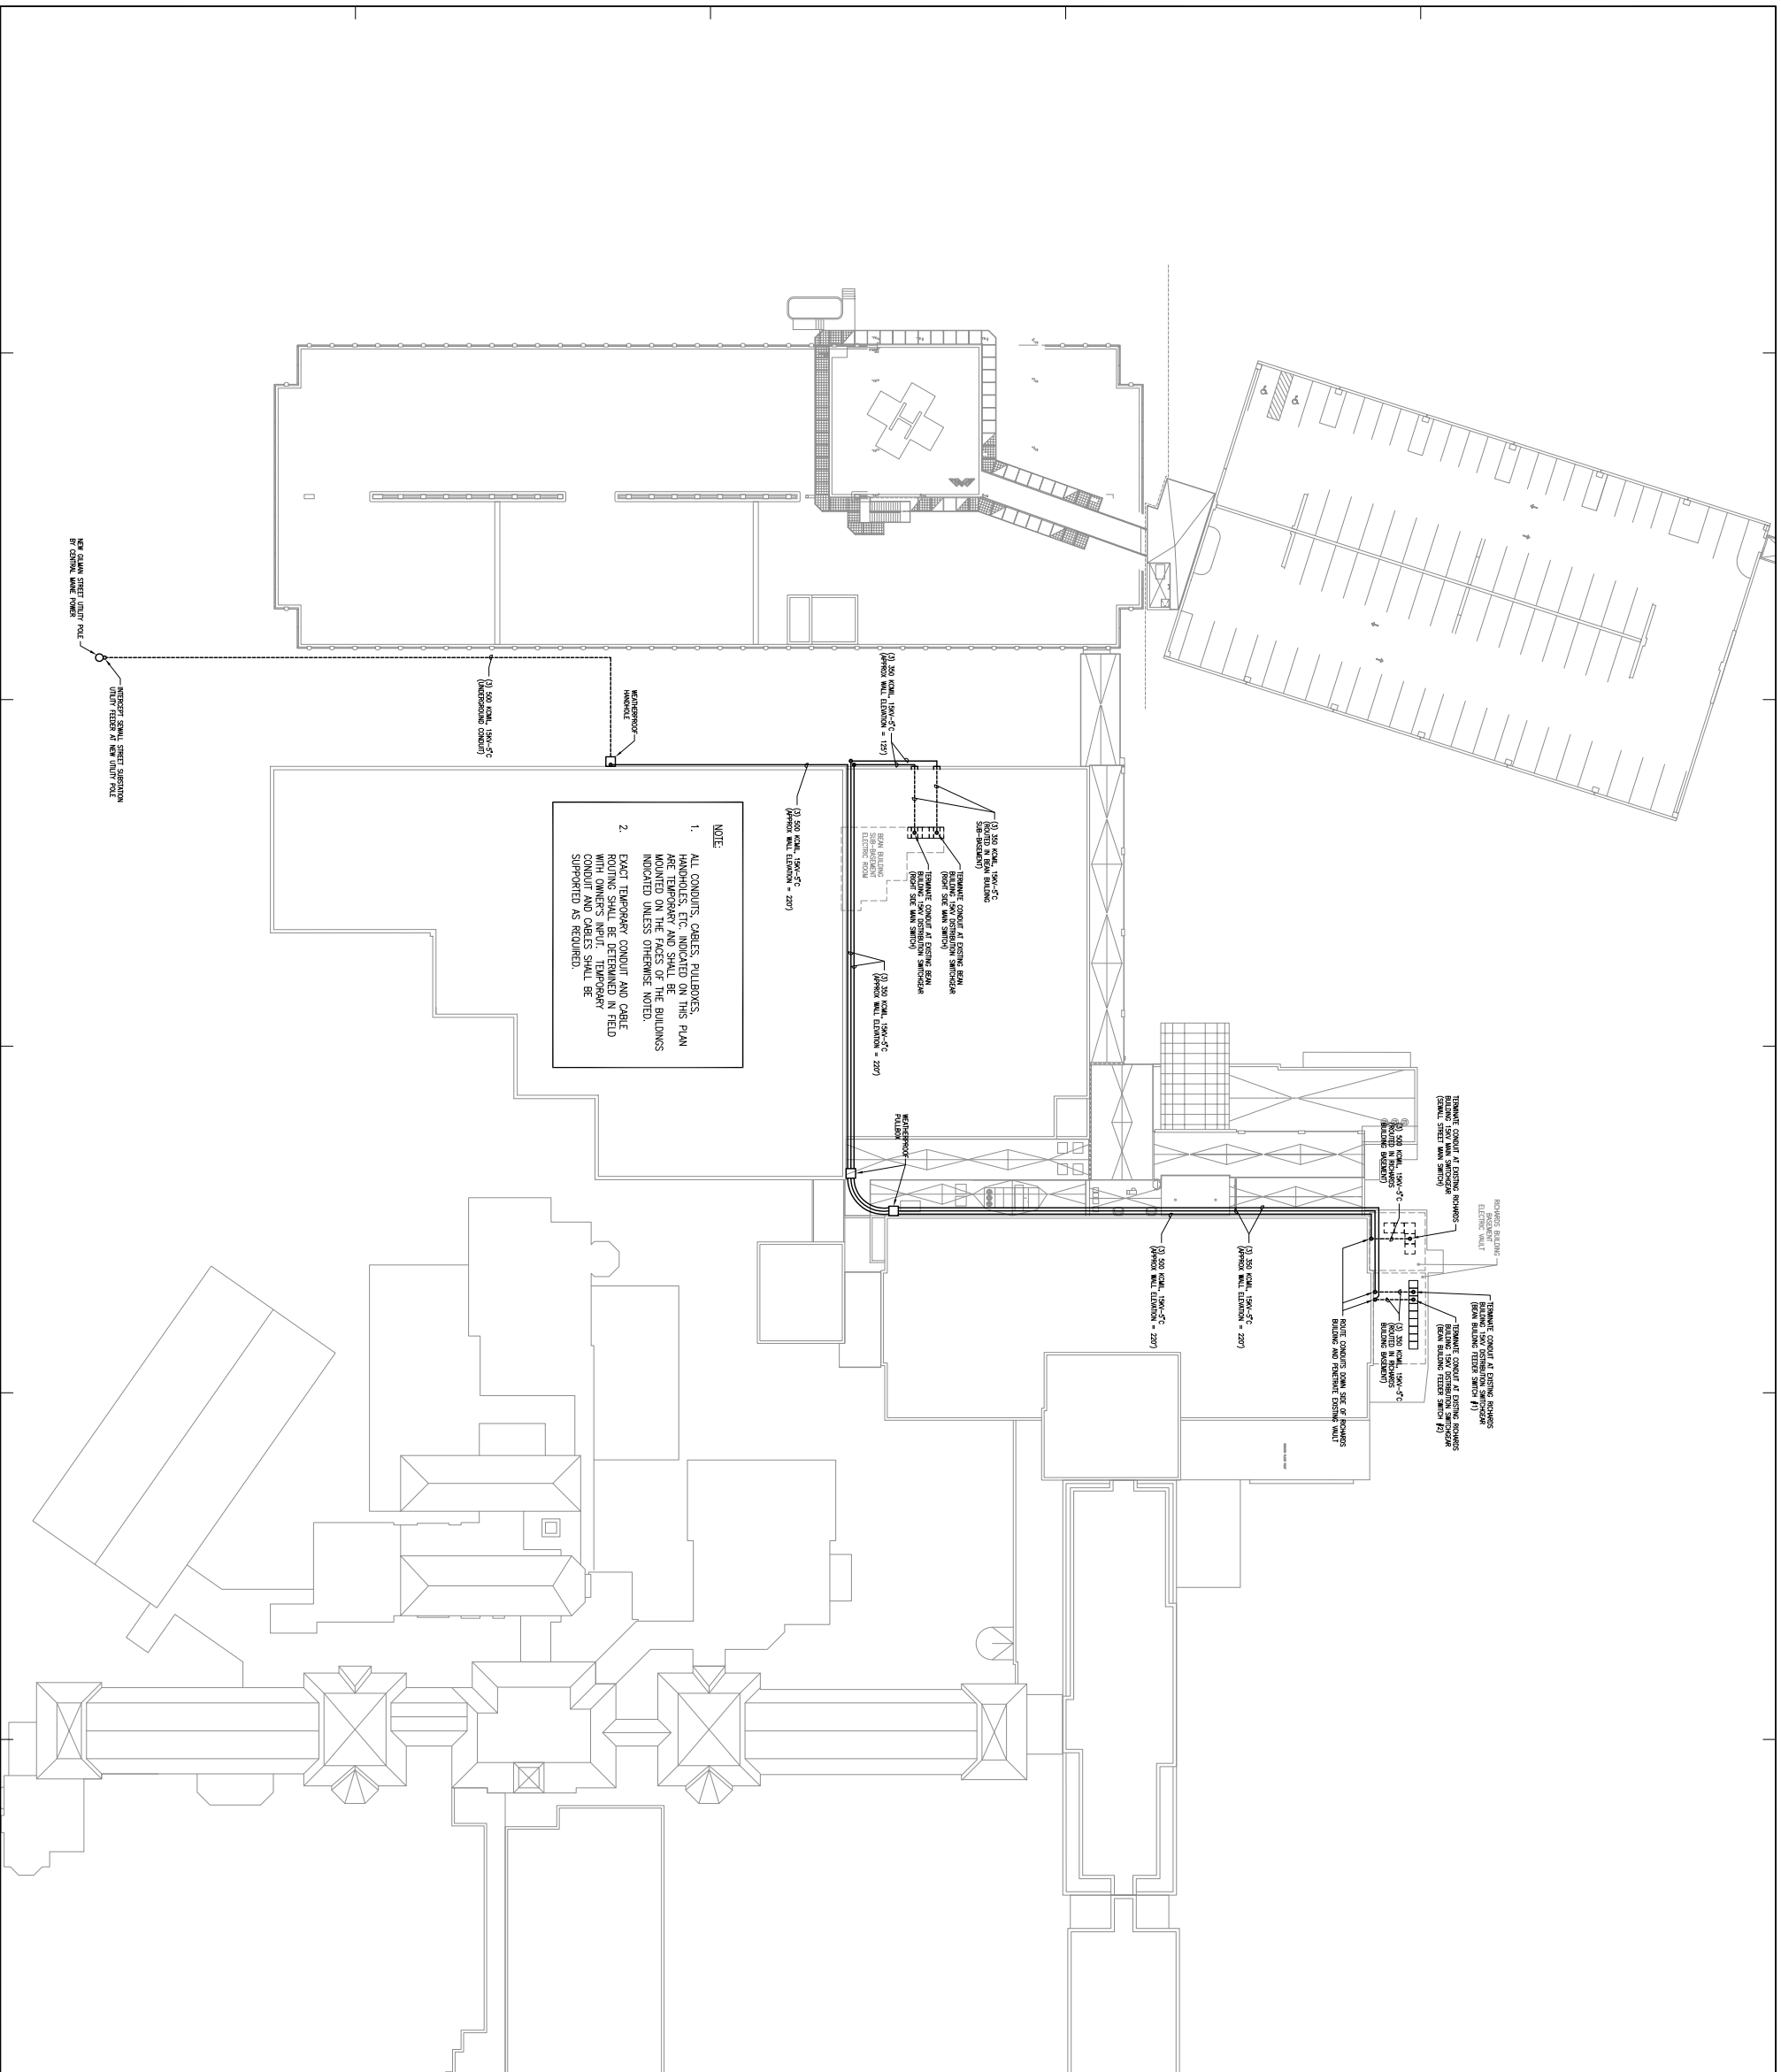 NEW GILMAN STREET UTILITY POLE
BY CENTRAL MAINE POWER
INTERCEPT SEWALL STREET SUBSTATION
UTILITY FEEDER AT NEW UTILITY POLE
(3) 500 KCMIL, 15KV-5"C
(UNDERGROUND CONDUIT)
WEATHERPROOF
HANDHOLE
(3) 500 KCMIL, 15KV-5"C
(APPROX WALL ELEVATION = 220')
(3) 350 KCMIL, 15KV-5"C
(APPROX WALL ELEVATION = 125')
(3) 350 KCMIL, 15KV-5"C
(ROUTED IN BEAN BUILDING
SUB-BASEMENT)
TERMINATE CONDUIT AT EXISTING BEAN
BUILDING 15KV DISTRIBUTION SWITCHGEAR
(RIGHT SIDE MAIN SWITCH)
TERMINATE CONDUIT AT EXISTING BEAN
BUILDING 15KV DISTRIBUTION SWITCHGEAR
(RIGHT SIDE MAIN SWITCH)
BEAN BUILDING
SUB-BASEMENT
ELECTRIC ROOM
(3) 350 KCMIL, 15KV-5"C
(APPROX WALL ELEVATION = 220')
NOTE:
1. ALL CONDUITS, CABLES, PULLBOXES,
HANDHOLES, ETC. INDICATED ON THIS PLAN
ARE TEMPORARY AND SHALL BE
MOUNTED ON THE FACES OF THE BUILDINGS
INDICATED UNLESS OTHERWISE NOTED.
2. EXACT TEMPORARY CONDUIT AND CABLE
ROUTING SHALL BE DETERMINED IN FIELD
WITH OWNER'S INPUT. TEMPORARY
CONDUIT AND CABLES SHALL BE
SUPPORTED AS REQUIRED.
WEATHERPROOF
PULLBOX
(3) 500 KCMIL, 15KV-5"C
(APPROX WALL ELEVATION = 220')
(3) 350 KCMIL, 15KV-5"C
(APPROX WALL ELEVATION = 220')
TERMINATE CONDUIT AT EXISTING RICHARDS
BUILDING 15KV MAIN SWITCHGEAR
(SEWALL STREET MAIN SWITCH)
(3) 500 KCMIL, 15KV-5"C
(ROUTED IN RICHARDS
BUILDING BASEMENT)
RICHARDS BUILDING
BASEMENT
ELECTRIC VAULT
TERMINATE CONDUIT AT EXISTING RICHARDS
BUILDING 15KV DISTRIBUTION SWITCHGEAR
(BEAN BUILDING FEEDER SWITCH #1)
TERMINATE CONDUIT AT EXISTING RICHARDS
BUILDING 15KV DISTRIBUTION SWITCHGEAR
(BEAN BUILDING FEEDER SWITCH #2)
(3) 350 KCMIL, 15KV-5"C
(ROUTED IN RICHARDS
BUILDING BASEMENT)
ROUTE CONDUITS DOWN SIDE OF RICHARDS
BUILDING AND PENETRATE EXISTING VAULT